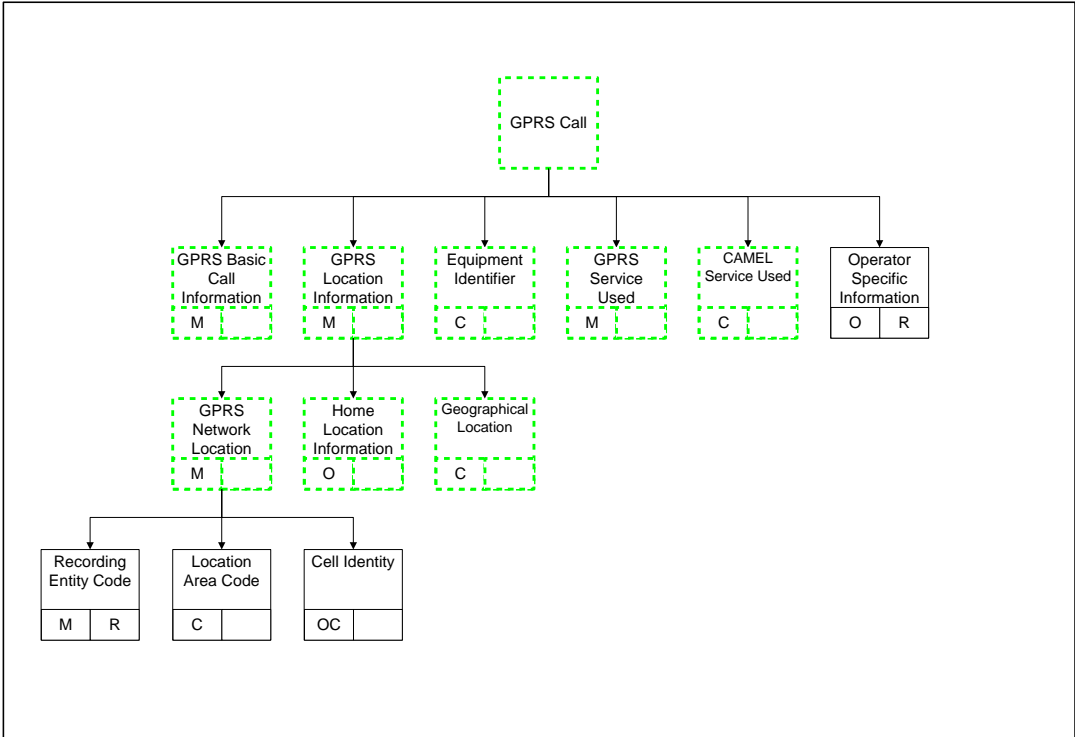 GPRS Call
GPRS Basic
Call
Information
M
GPRS
Location
Information
M
Equipment
Identifier
C
GPRS
Service
Used
M
CAMEL
Service Used
C
Operator
Specific
Information
O R
GPRS
Network
Location
M
Home
Location
Information
O
Geographical
Location
C
Recording
Entity Code
M R
Location
Area Code
C
Cell Identity
OC